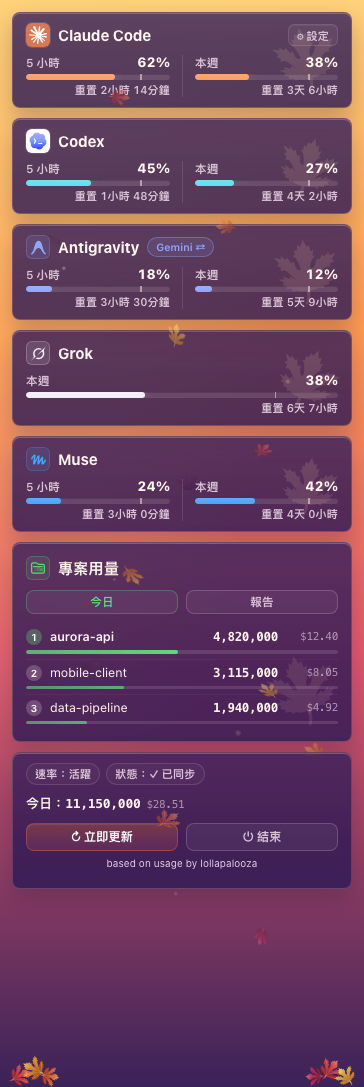 Claude Code
⚙ 設定
5 小時 62% 本週 38%
重置 2小時 14分鐘 重置 3天 6小時
Codex
5 小時 45% 本週 27%
重置 1小時 48分鐘 重置 4天 2小時
Antigravity Gemini ⇄
5 小時 18% 本週 12%
重置 3小時 30分鐘 重置 5天 9小時
Grok
本週 38%
重置 6天 7小時
Muse
5 小時 24% 本週 42%
重置 3小時 0分鐘 重置 4天 0小時
專案用量
今日 報告
1 aurora-api 4,820,000 $12.40
2 mobile-client 3,115,000 $8.05
3 data-pipeline 1,940,000 $4.92
速率：活躍 狀態：✓ 已同步
今日：11,150,000 $28.51
↻ 立即更新 ⏻ 結束
based on usage by lollapalooza